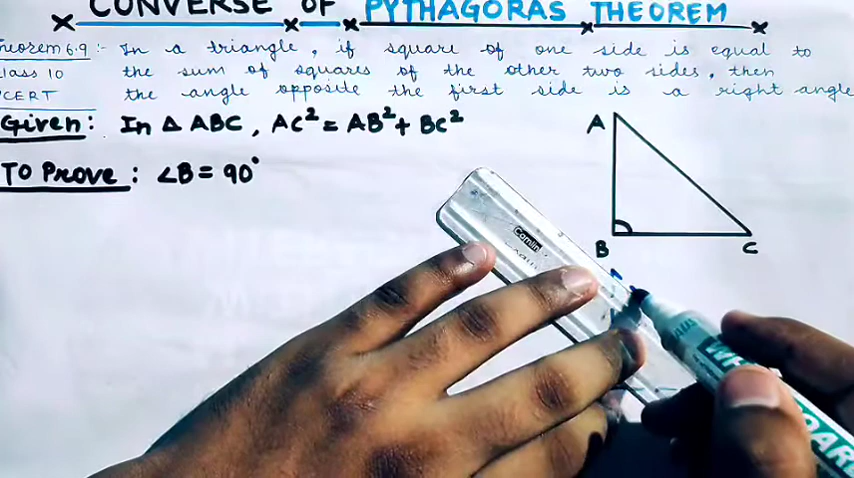 CONVERSE OF PYTHAGORAS THEOREM
heorem 6.9 :- In a triangle, if square of one side is equal to
lass 10 the sum of squares of the other two sides, then
CERT the angle opposite the first side is a right angle
Given: In Δ ABC, AC² = AB² + BC²
To Prove: ∠B = 90°
A
B
C
Camlin